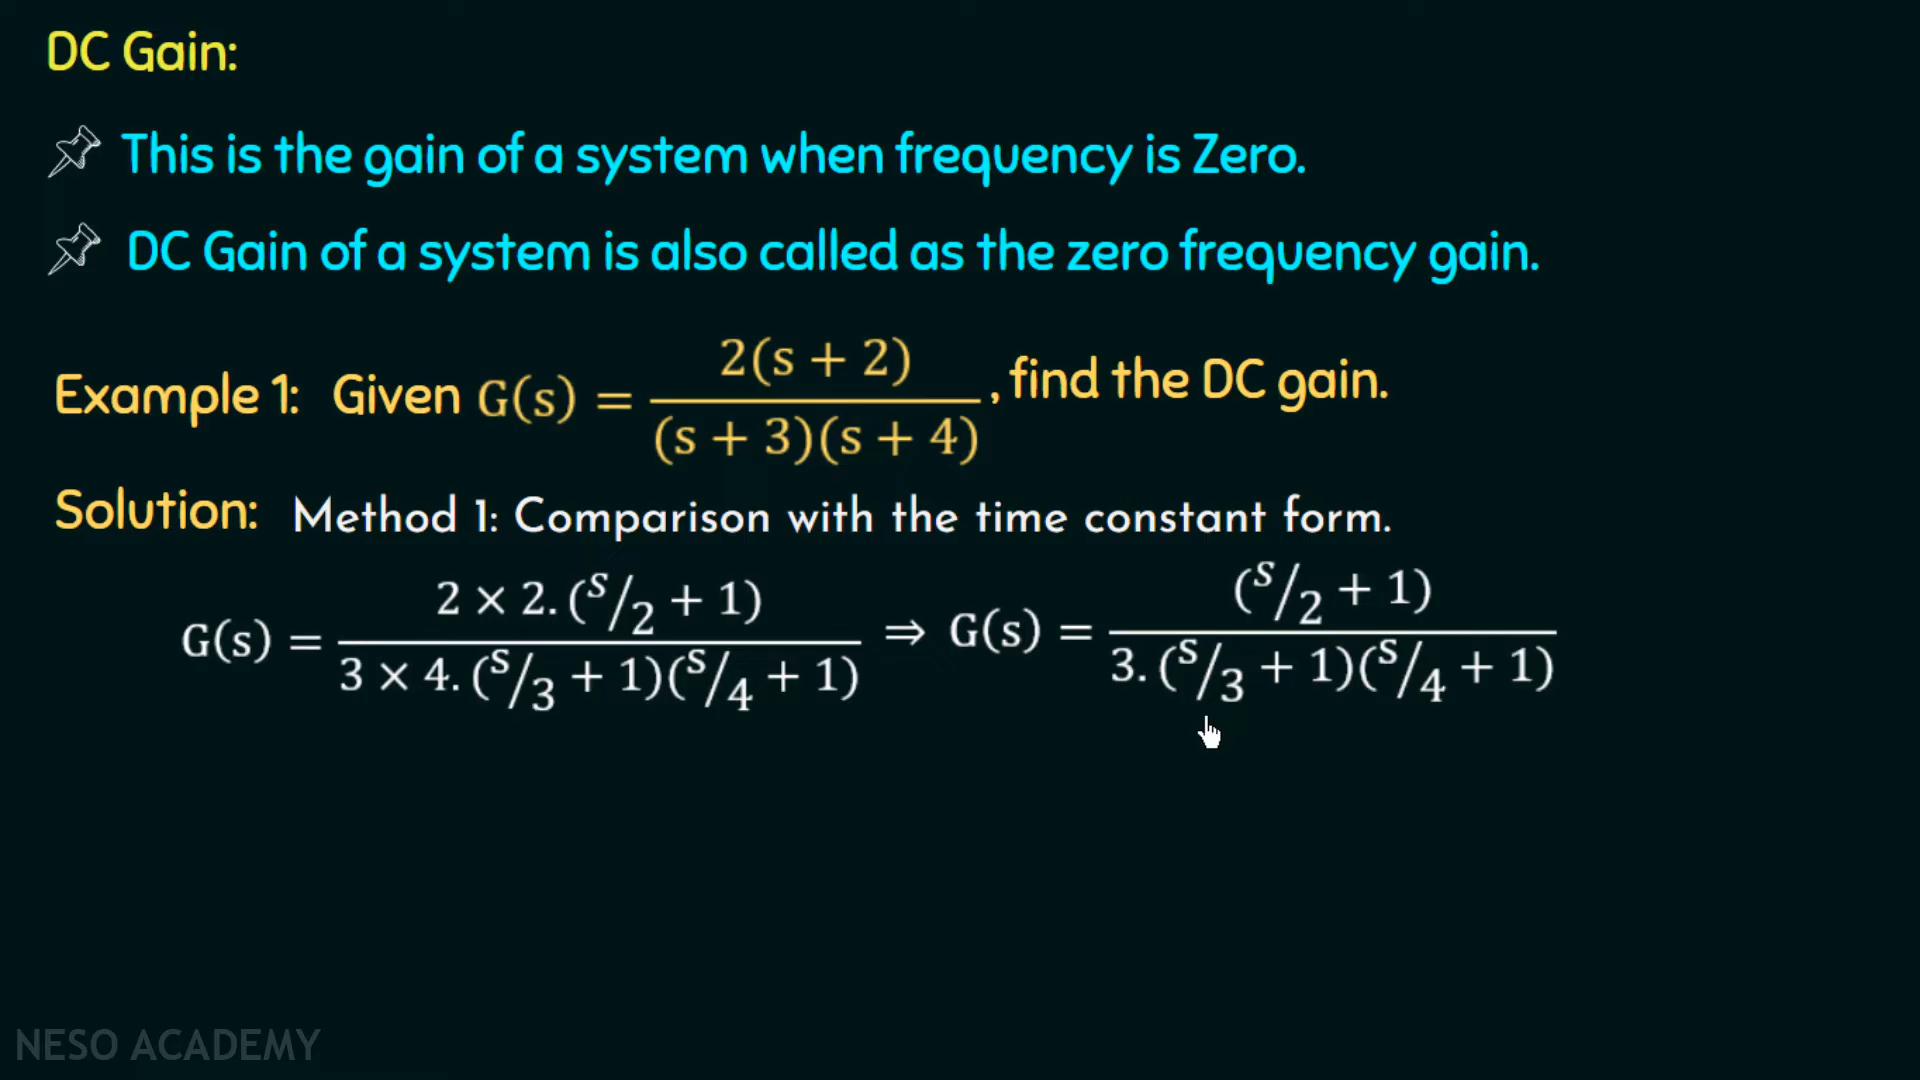 DC Gain:
This is the gain of a system when frequency is Zero.
DC Gain of a system is also called as the zero frequency gain.
Example 1: Given G(s) = 2(s + 2) / (s + 3)(s + 4) , find the DC gain.
Solution: Method 1: Comparison with the time constant form.
G(s) = 2 × 2. (s/2 + 1) / 3 × 4. (s/3 + 1)(s/4 + 1) ⇒ G(s) = (s/2 + 1) / 3. (s/3 + 1)(s/4 + 1)
NESO ACADEMY